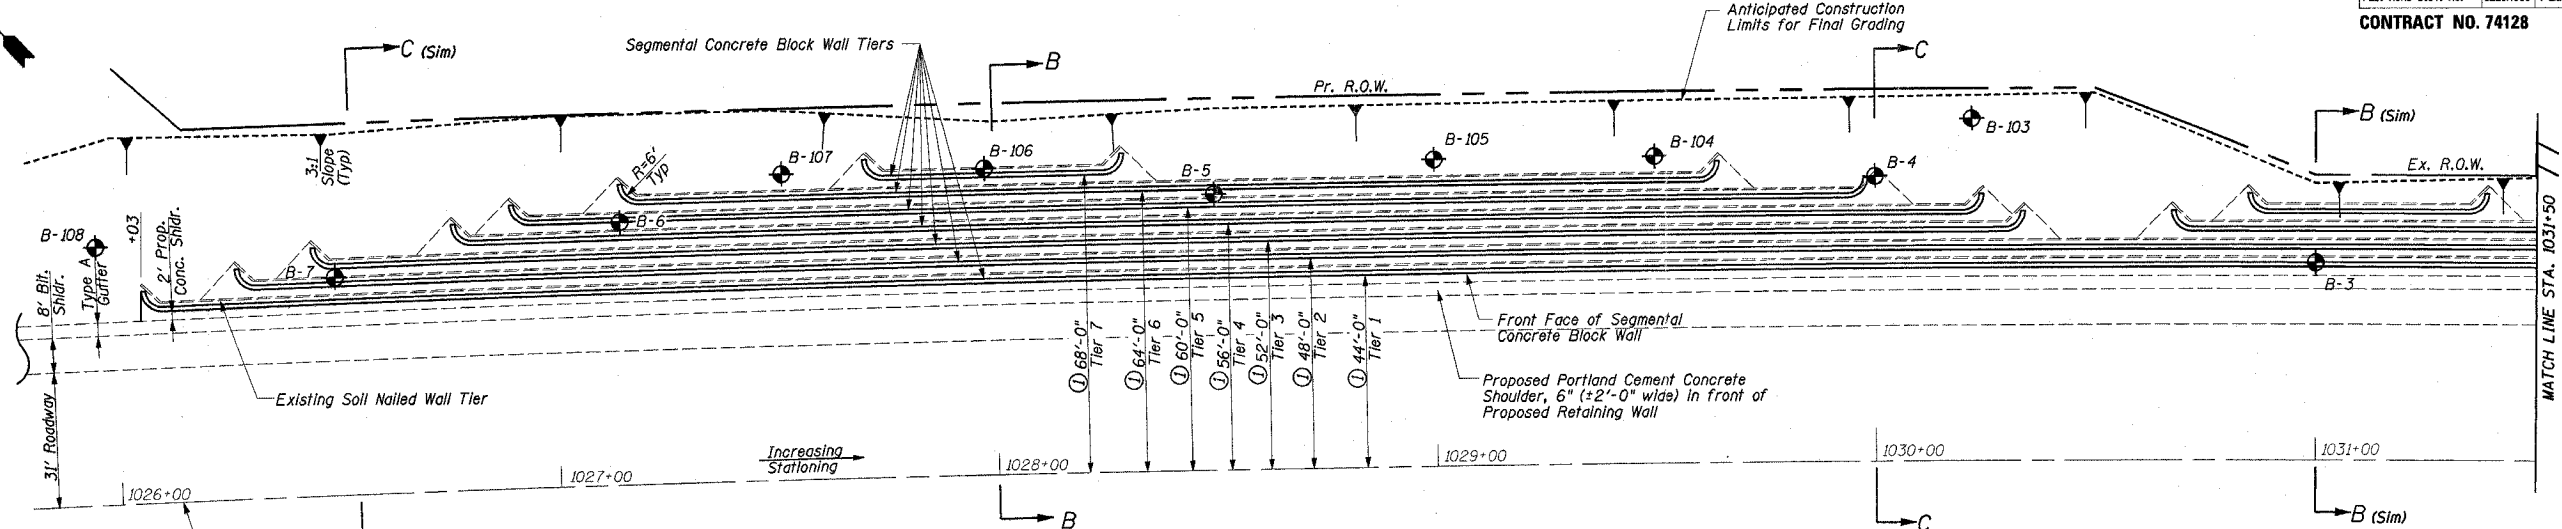 CONTRACT NO. 74128
Anticipated Construction
Limits for Final Grading
C (Sim)
Segmental Concrete Block Wall Tiers
B
C
Pr. R.O.W.
B (Sim)
3:1
Slope
(Typ)
R=6'
Typ
B-107
B-106
B-105
B-104
B-103
B-5
B-4
Ex. R.O.W.
B-6
B-108
+03
B-7
2' Prop.
Conc. Shldr.
8' Bit.
Shldr.
Type A
Gutter
B-3
MATCH LINE STA. 1031+50
1 68'-0"
Tier 7
1 64'-0"
Tier 6
1 60'-0"
Tier 5
1 56'-0"
Tier 4
1 52'-0"
Tier 3
1 48'-0"
Tier 2
1 44'-0"
Tier 1
Front Face of Segmental
Concrete Block Wall
Existing Soil Nailed Wall Tier
Proposed Portland Cement Concrete
Shoulder, 6" (±2'-0" wide) in front of
Proposed Retaining Wall
31' Roadway
Increasing
Stationing
1026+00
1027+00
1028+00
1029+00
1030+00
1031+00
B
C
B (Sim)